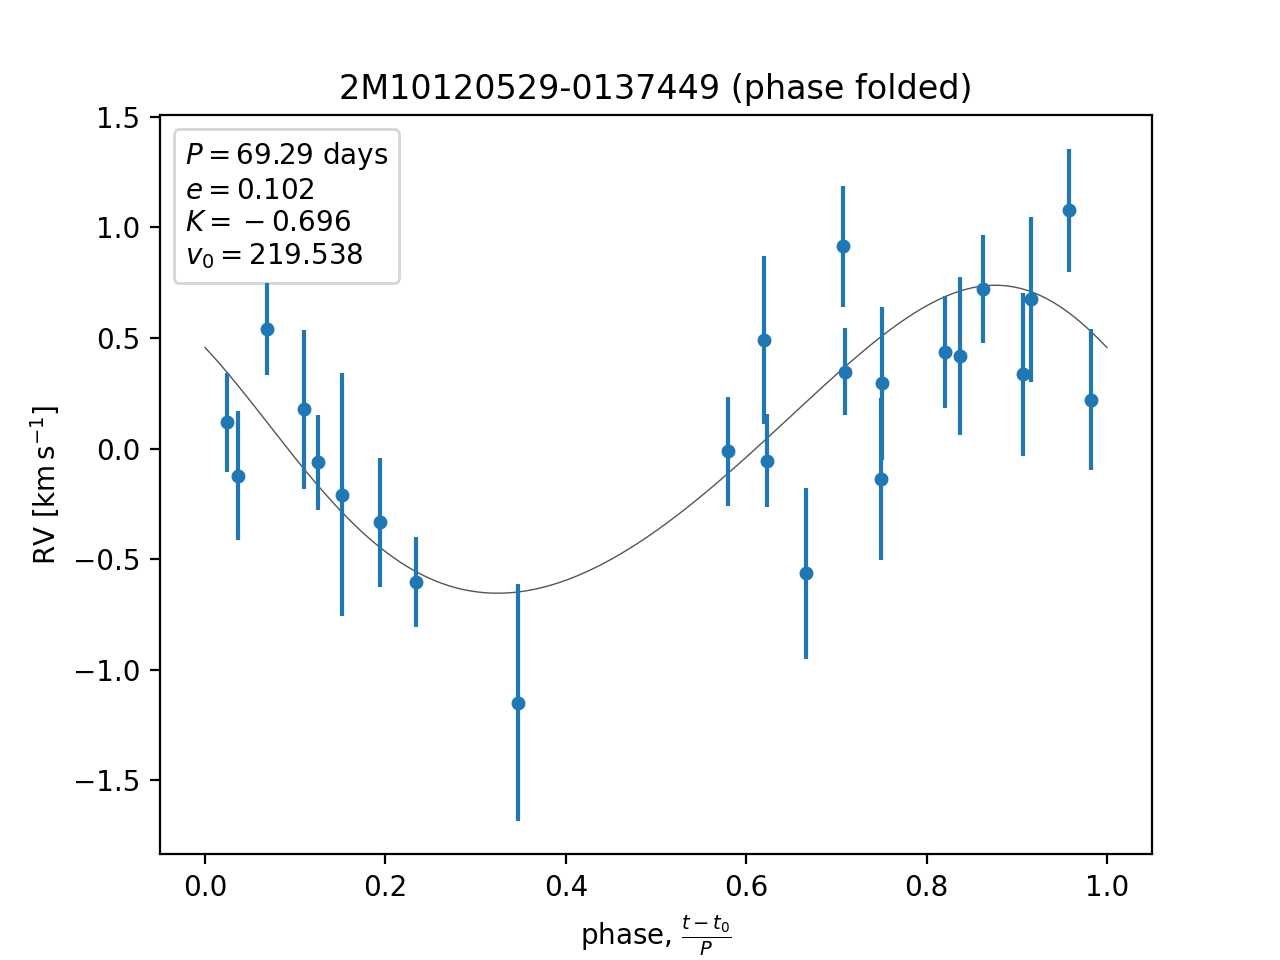 2M10120529-0137449 (phase folded)
P = 69.29 days
e = 0.102
K = −0.696
v₀ = 219.538
1.5
1.0
0.5
0.0
−0.5
−1.0
−1.5
RV [km s⁻¹]
0.0 0.2 0.4 0.6 0.8 1.0
phase, (t − t₀)/P